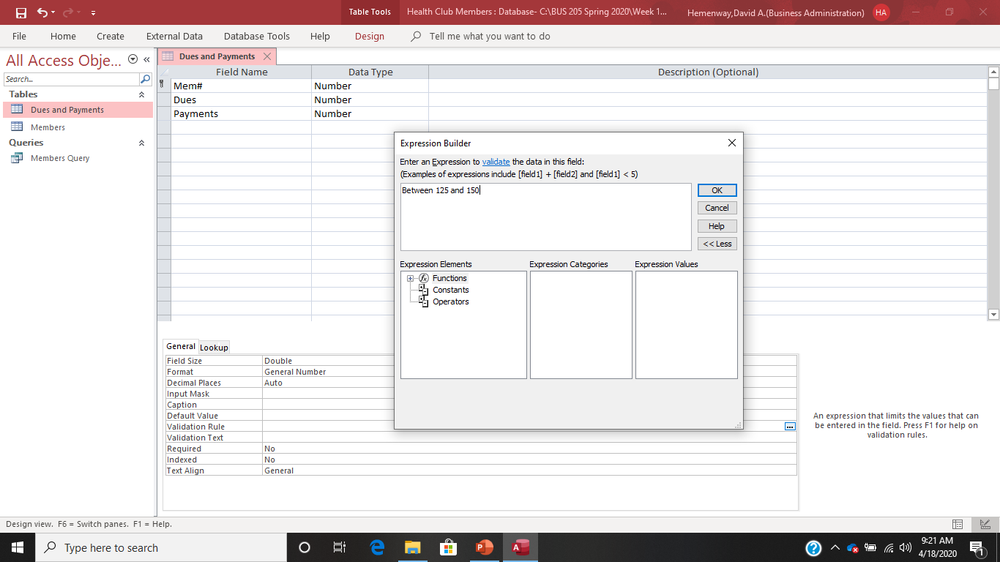 Table Tools
Health Club Members : Database- C:\BUS 205 Spring 2020\Week 1...
Hemenway,David A.(Business Administration)
HA
File
Home
Create
External Data
Database Tools
Help
Design
Tell me what you want to do
All Access Obje...
Search...
Tables
Dues and Payments
Members
Queries
Members Query
Dues and Payments
Field Name
Data Type
Description (Optional)
Mem#
Number
Dues
Number
Payments
Number
Expression Builder
Enter an Expression to validate the data in this field:
(Examples of expressions include [field1] + [field2] and [field1] < 5)
Between 125 and 150
OK
Cancel
Help
<< Less
Expression Elements
Expression Categories
Expression Values
Functions
Constants
Operators
General
Lookup
Field Size
Double
Format
General Number
Decimal Places
Auto
Input Mask
Caption
Default Value
Validation Rule
...
Validation Text
Required
No
Indexed
No
Text Align
General
An expression that limits the values that can
be entered in the field. Press F1 for help on
validation rules.
Design view.  F6 = Switch panes.  F1 = Help.
Type here to search
9:21 AM
4/18/2020
1